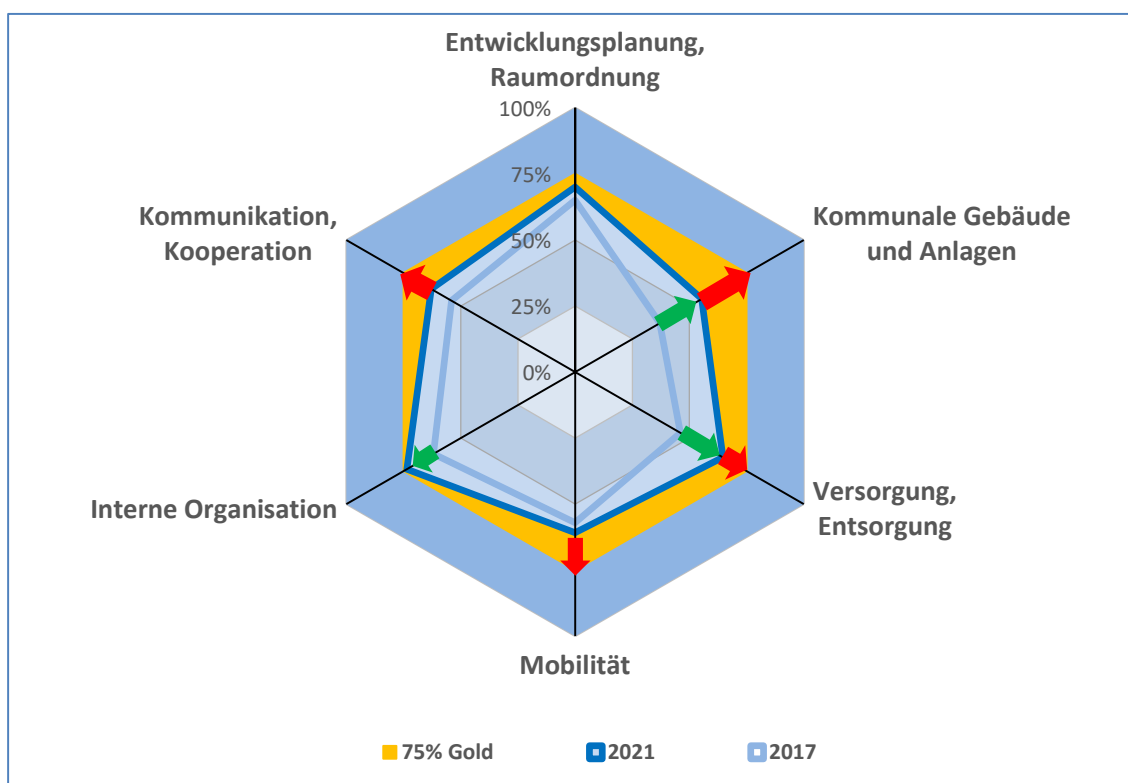 Entwicklungsplanung,
Raumordnung
100%
75%
50%
25%
0%
Kommunikation,
Kooperation
Kommunale Gebäude
und Anlagen
Interne Organisation
Versorgung,
Entsorgung
Mobilität
75% Gold
2021
2017